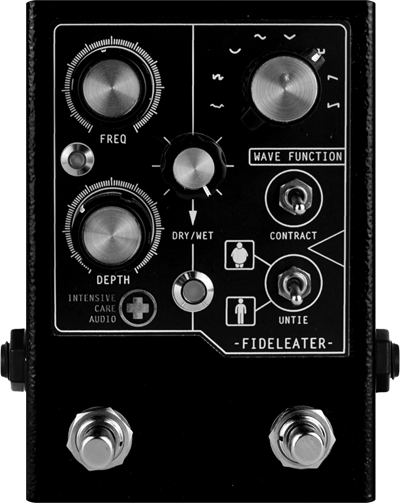 FREQ
WAVE FUNCTION
DRY/WET
CONTRACT
DEPTH
INTENSIVE
CARE
AUDIO
UNTIE
-FIDELEATER-